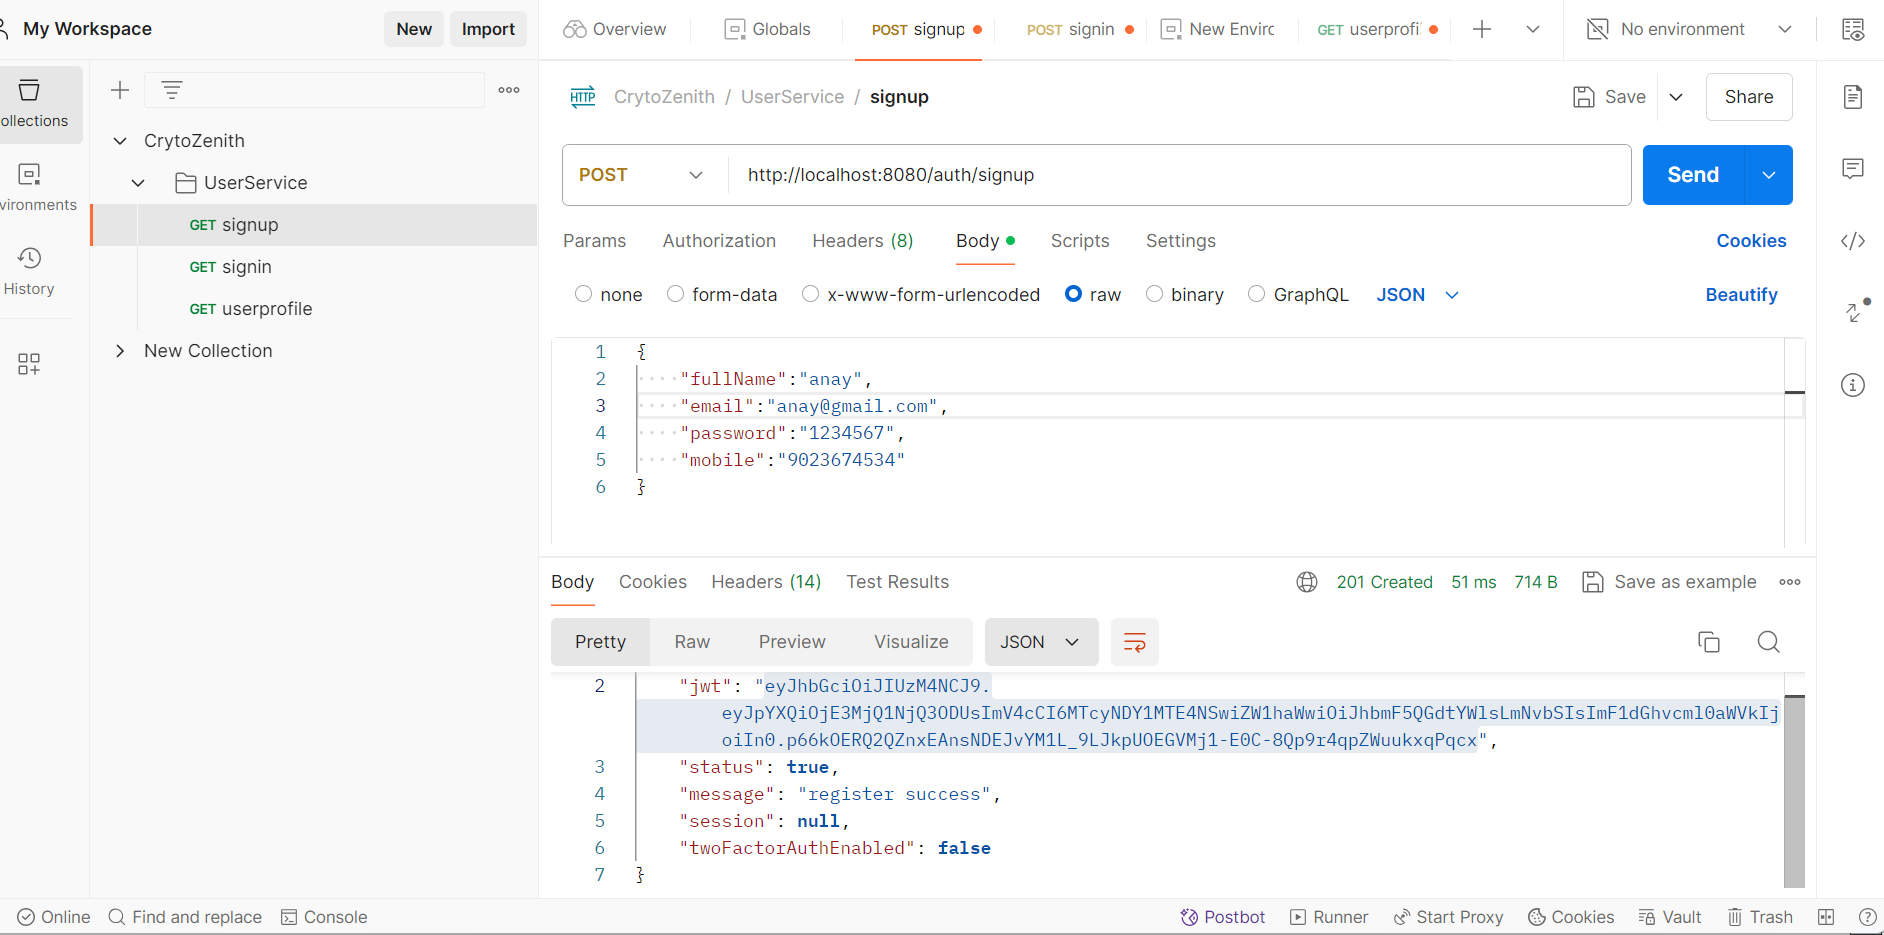 My Workspace
New
Import
Overview
Globals
POST signup
POST signin
New Enviro
GET userprofi
No environment
ollections
vironments
History
CrytoZenith
UserService
GET signup
GET signin
GET userprofile
New Collection
HTTP CrytoZenith / UserService / signup
Save
Share
POST
http://localhost:8080/auth/signup
Send
Params
Authorization
Headers (8)
Body
Scripts
Settings
Cookies
none
form-data
x-www-form-urlencoded
raw
binary
GraphQL
JSON
Beautify
1 {
2 "fullName":"anay",
3 "email":"anay@gmail.com",
4 "password":"1234567",
5 "mobile":"9023674534"
6 }
Body
Cookies
Headers (14)
Test Results
201 Created
51 ms
714 B
Save as example
Pretty
Raw
Preview
Visualize
JSON
2 "jwt": "eyJhbGciOiJIUzM4NCJ9.
eyJpYXQiOjE3MjQ1NjQ3ODUsImV4cCI6MTcyNDY1MTE4NSwiZW1haWwiOiJhbmF5QGdtYWlsLmNvbSIsImF1dGhvcml0aWVkIj
oiIn0.p66kOERQ2QZnxEAnsNDEJvYM1L_9LJkpUOEGVMj1-E0C-8Qp9r4qpZWuukxqPqcx",
3 "status": true,
4 "message": "register success",
5 "session": null,
6 "twoFactorAuthEnabled": false
7 }
Online
Find and replace
Console
Postbot
Runner
Start Proxy
Cookies
Vault
Trash